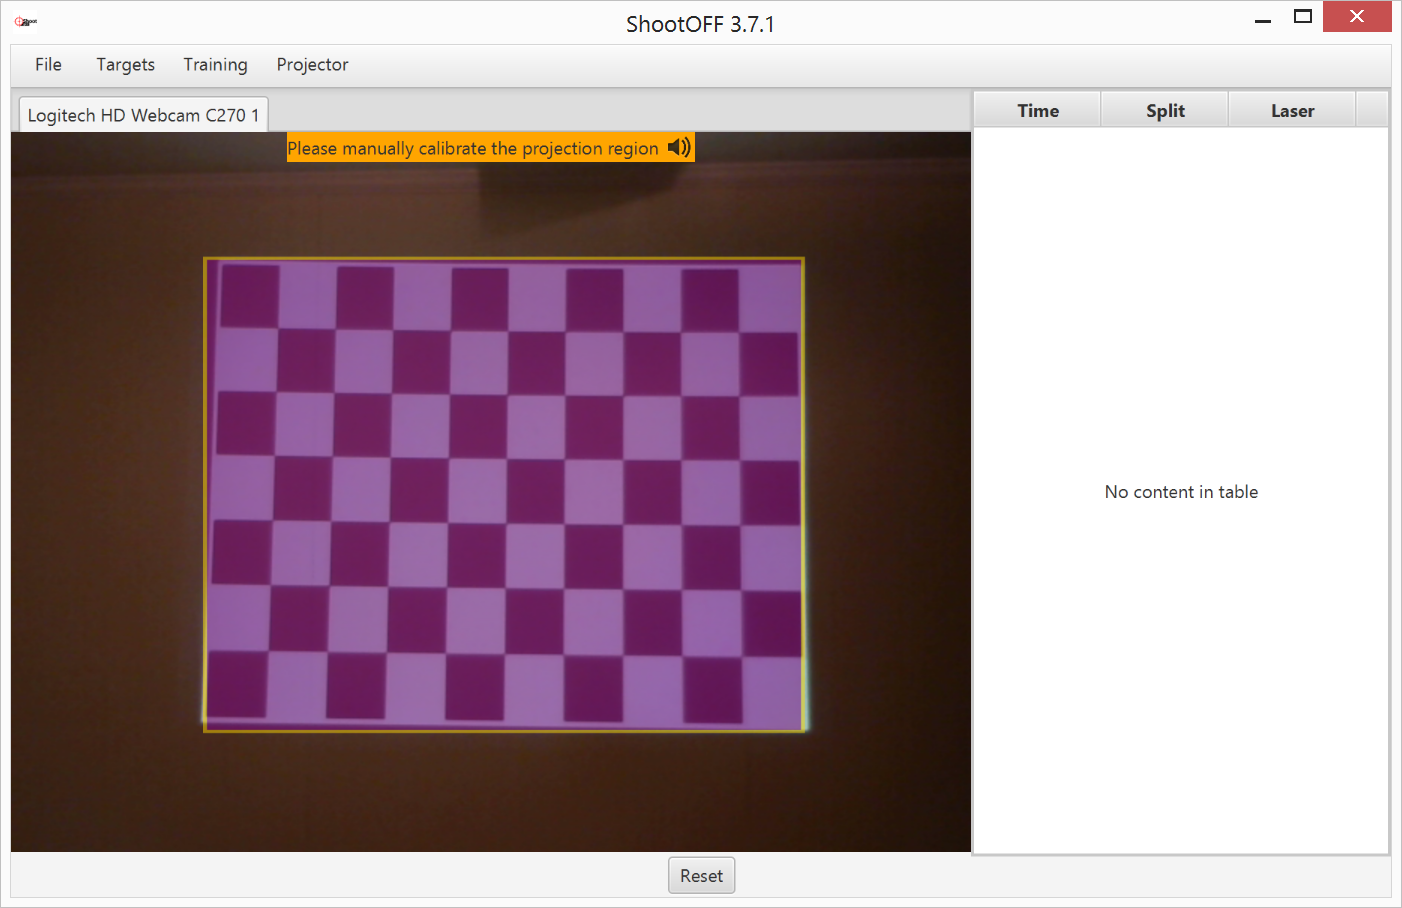 ShootOFF 3.7.1
File Targets Training Projector
Logitech HD Webcam C270 1
Time Split Laser
Please manually calibrate the projection region
No content in table
Reset